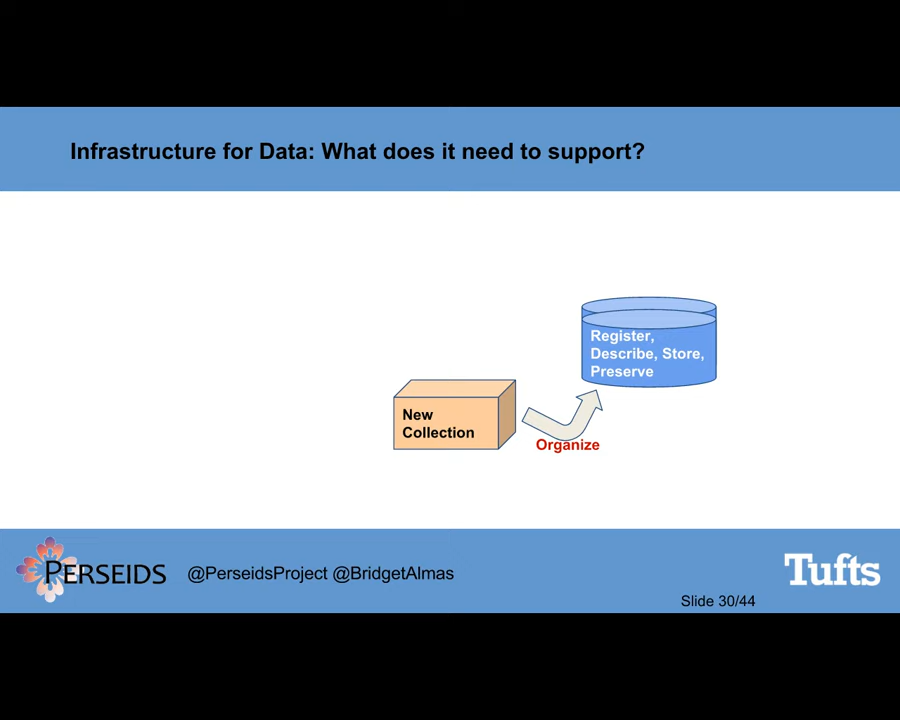 Infrastructure for Data: What does it need to support?
Register,
Describe, Store,
Preserve
New
Collection
Organize
PERSEIDS
@PerseidsProject @BridgetAlmas
Tufts
Slide 30/44